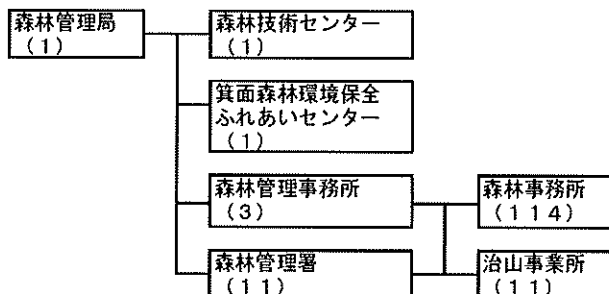 森林管理局
(1)
森林技術センター
(1)
箕面森林環境保全
ふれあいセンター
(1)
森林管理事務所
(3)
森林事務所
(114)
森林管理署
(11)
治山事業所
(11)